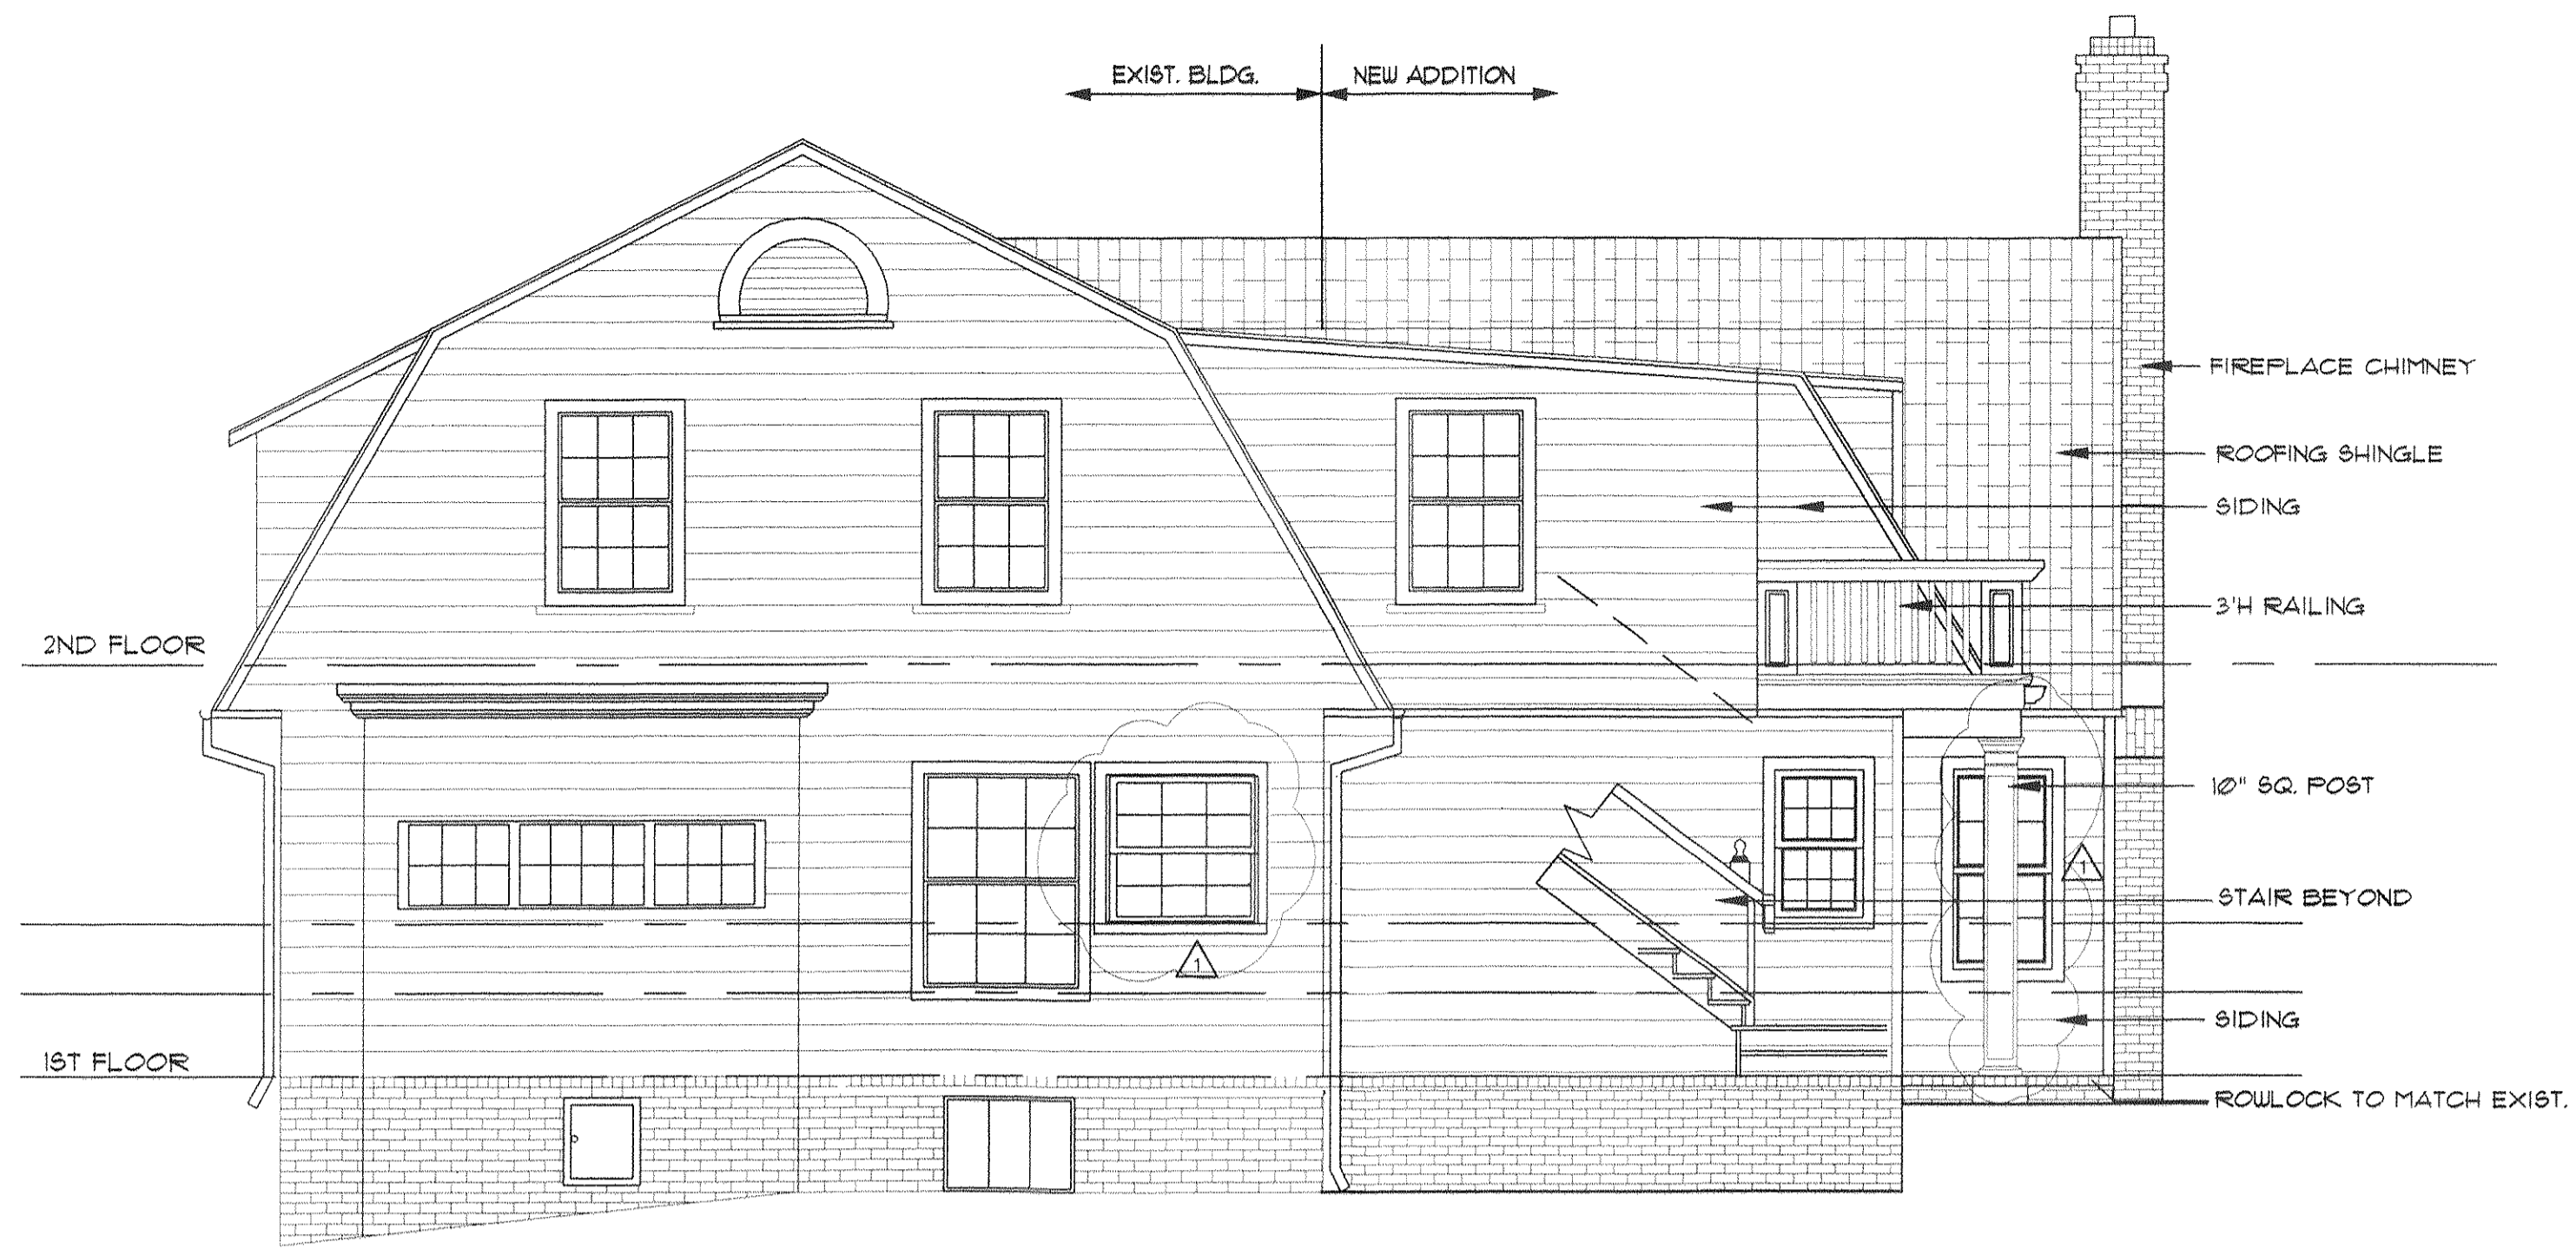 EXIST. BLDG.
NEW ADDITION
FIREPLACE CHIMNEY
ROOFING SHINGLE
SIDING
3'H RAILING
2ND FLOOR
10" SQ. POST
1
STAIR BEYOND
1
SIDING
1ST FLOOR
ROWLOCK TO MATCH EXIST.